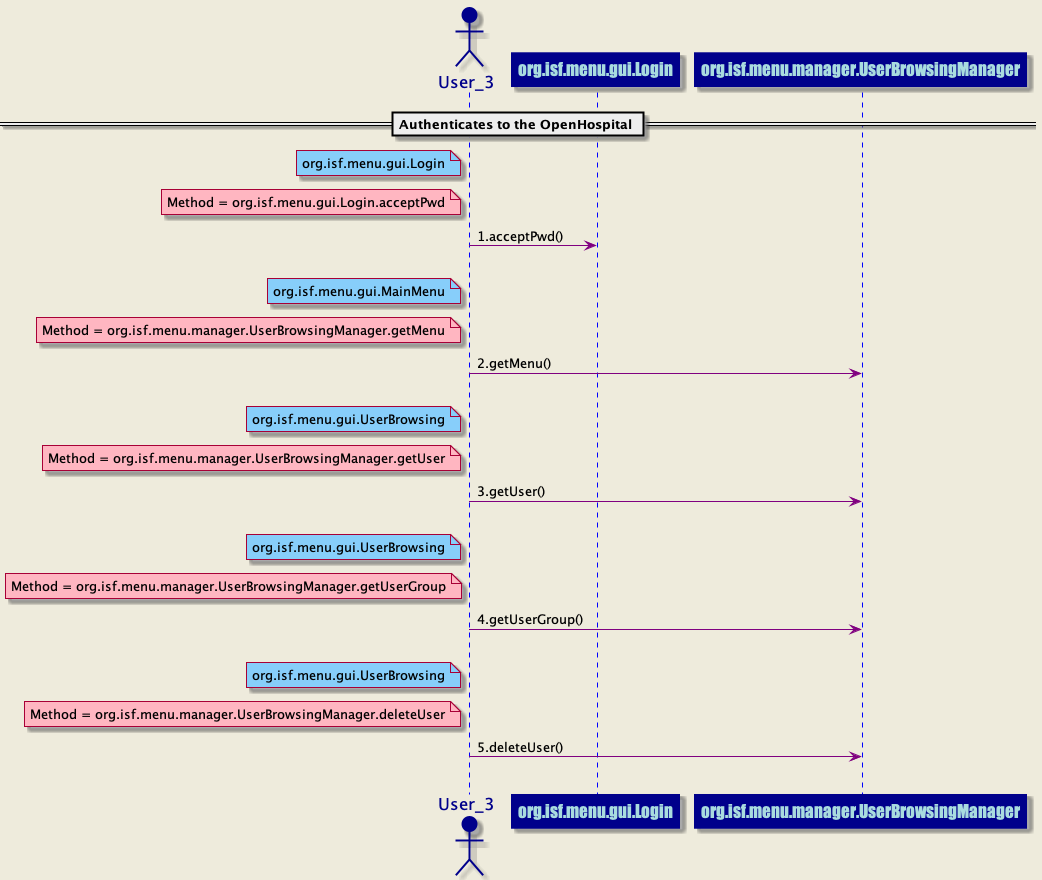 User_3
org.isf.menu.gui.Login
org.isf.menu.manager.UserBrowsingManager
Authenticates to the OpenHospital
org.isf.menu.gui.Login
Method = org.isf.menu.gui.Login.acceptPwd
1.acceptPwd()
org.isf.menu.gui.MainMenu
Method = org.isf.menu.manager.UserBrowsingManager.getMenu
2.getMenu()
org.isf.menu.gui.UserBrowsing
Method = org.isf.menu.manager.UserBrowsingManager.getUser
3.getUser()
org.isf.menu.gui.UserBrowsing
Method = org.isf.menu.manager.UserBrowsingManager.getUserGroup
4.getUserGroup()
org.isf.menu.gui.UserBrowsing
Method = org.isf.menu.manager.UserBrowsingManager.deleteUser
5.deleteUser()
User_3
org.isf.menu.gui.Login
org.isf.menu.manager.UserBrowsingManager